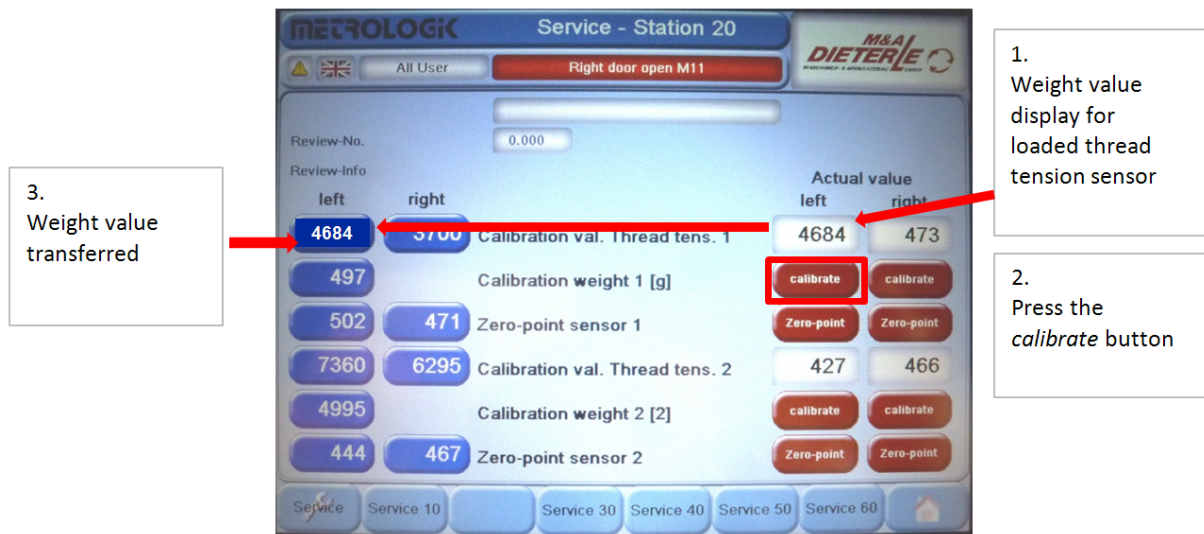 METROLOGIK
Service - Station 20
M&A
DIETERLE
All User
Right door open M11
Review-No.
0.000
Review-Info
Actual value
left
right
left
right
4684
3700
Calibration val. Thread tens. 1
4684
473
497
Calibration weight 1 [g]
calibrate
calibrate
502
471
Zero-point sensor 1
Zero-point
Zero-point
7360
6295
Calibration val. Thread tens. 2
427
466
4995
Calibration weight 2 [2]
calibrate
calibrate
444
467
Zero-point sensor 2
Zero-point
Zero-point
Service
Service 10
Service 30
Service 40
Service 50
Service 60
1.
Weight value
display for
loaded thread
tension sensor
2.
Press the
calibrate button
3.
Weight value
transferred